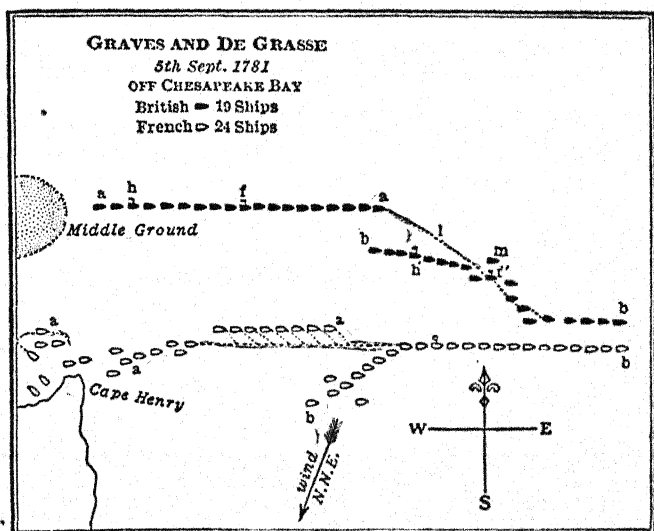 GRAVES AND DE GRASSE
5th Sept. 1781
OFF CHESAPEAKE BAY
British 19 Ships
French 24 Ships
a h f a
Middle Ground
l
b
h'
m
f'
b
a
a
a
a
b
Cape Henry
b
wind
N.N.E.
W E
S